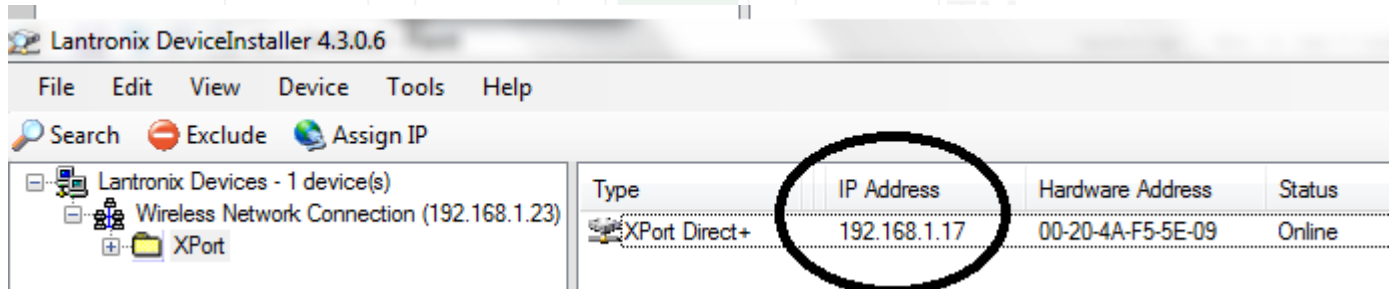 Lantronix DeviceInstaller 4.3.0.6
File Edit View Device Tools Help
Search Exclude Assign IP
Lantronix Devices - 1 device(s)
Wireless Network Connection (192.168.1.23)
XPort
Type IP Address Hardware Address Status
XPort Direct+ 192.168.1.17 00-20-4A-F5-5E-09 Online